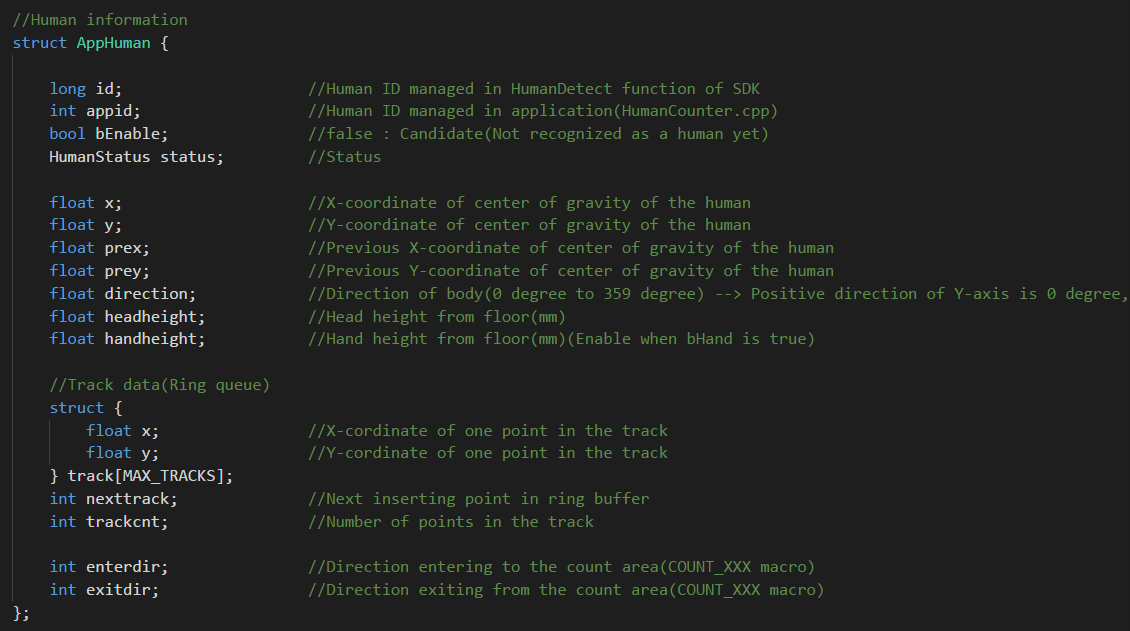 //Human information
struct AppHuman {
long id; //Human ID managed in HumanDetect function of SDK
int appid; //Human ID managed in application(HumanCounter.cpp)
bool bEnable; //false : Candidate(Not recognized as a human yet)
HumanStatus status; //Status
float x; //X-coordinate of center of gravity of the human
float y; //Y-coordinate of center of gravity of the human
float prex; //Previous X-coordinate of center of gravity of the human
float prey; //Previous Y-coordinate of center of gravity of the human
float direction; //Direction of body(0 degree to 359 degree) --> Positive direction of Y-axis is 0 degree,
float headheight; //Head height from floor(mm)
float handheight; //Hand height from floor(mm)(Enable when bHand is true)
//Track data(Ring queue)
struct {
float x; //X-cordinate of one point in the track
float y; //Y-cordinate of one point in the track
} track[MAX_TRACKS];
int nexttrack; //Next inserting point in ring buffer
int trackcnt; //Number of points in the track
int enterdir; //Direction entering to the count area(COUNT_XXX macro)
int exitdir; //Direction exiting from the count area(COUNT_XXX macro)
};